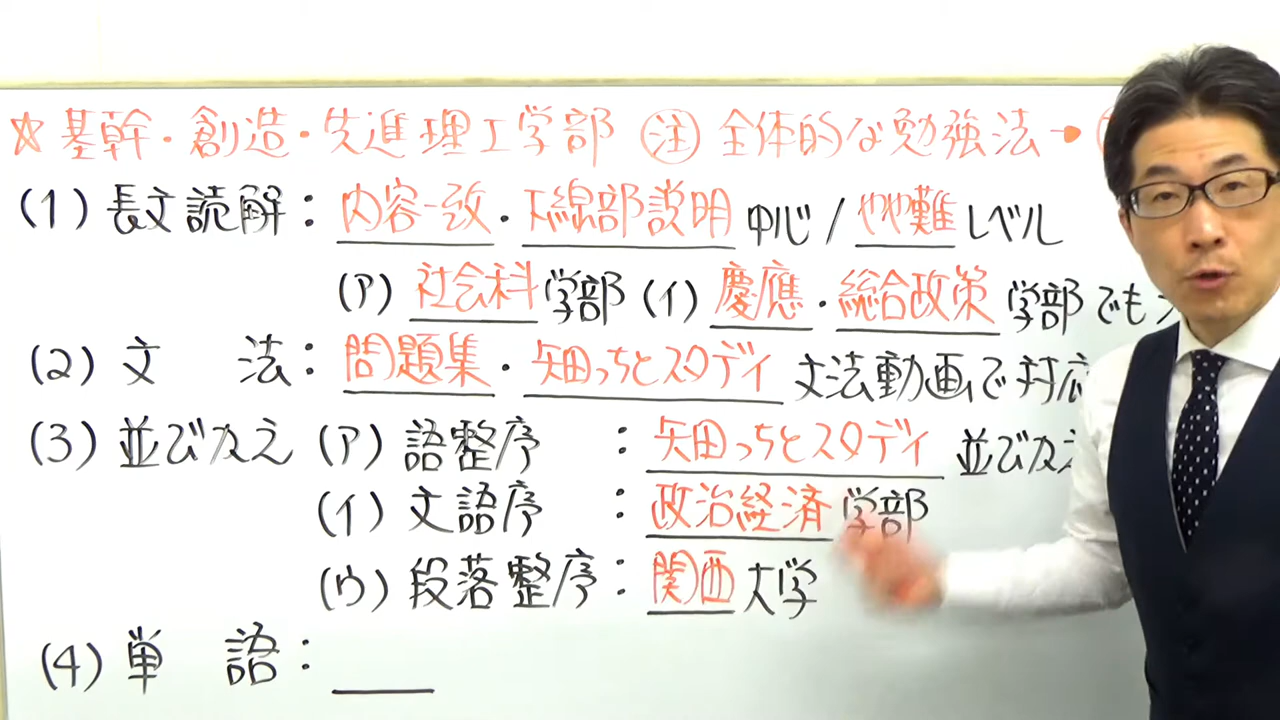 ☆基幹・創造・先進理工学部 注 全体的な勉強法→
(1) 長文読解：内容一致・下線部説明 中心 / やや難 レベル
(ア) 社会科学部 (イ) 慶應・総合政策 学部でも
(2) 文 法：問題集・矢田っちとスタディ 文法動画で対応
(3) 並びかえ (ア) 語整序 ：矢田っちとスタディ 並びかえ
(イ) 文語序 ：政治経済学部
(ウ) 段落整序：関西大学
(4) 単 語：